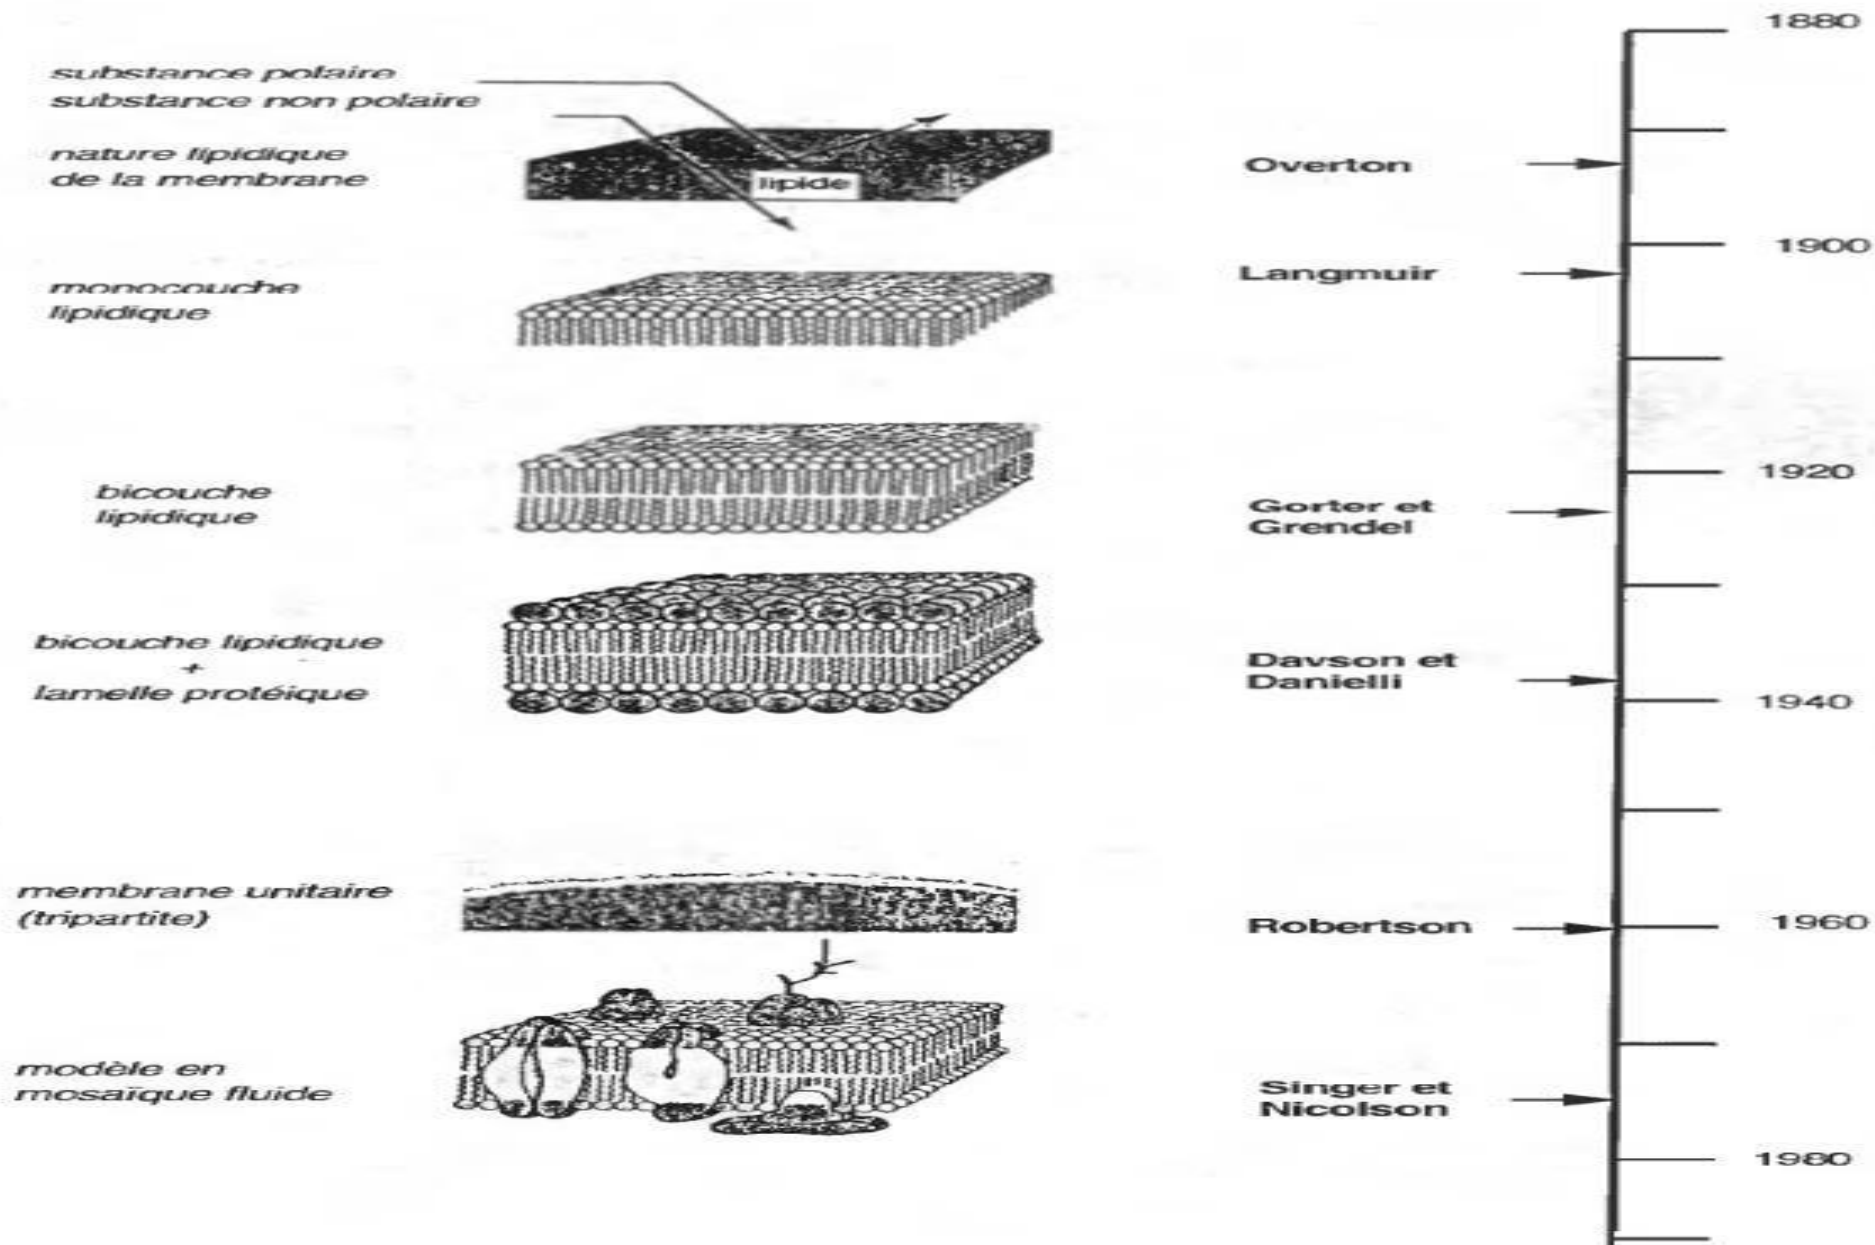 1880
substance polaire
substance non polaire
nature lipidique
de la membrane
lipide
Overton
1900
monocouche
lipidique
Langmuir
1920
bicouche
lipidique
Gorter et
Grendel
bicouche lipidique
+
lamelle protéique
Davson et
Danielli
1940
membrane unitaire
(tripartite)
Robertson
1960
modèle en
mosaïque fluide
Singer et
Nicolson
1980